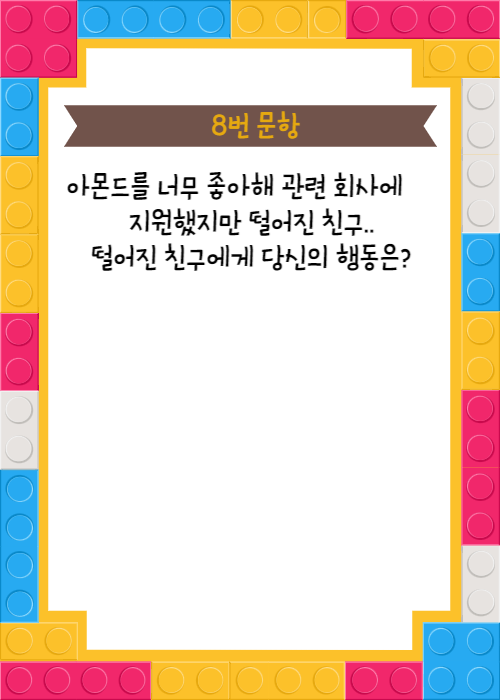 8번 문항
아몬드를 너무 좋아해 관련 회사에
지원했지만 떨어진 친구..
떨어진 친구에게 당신의 행동은?